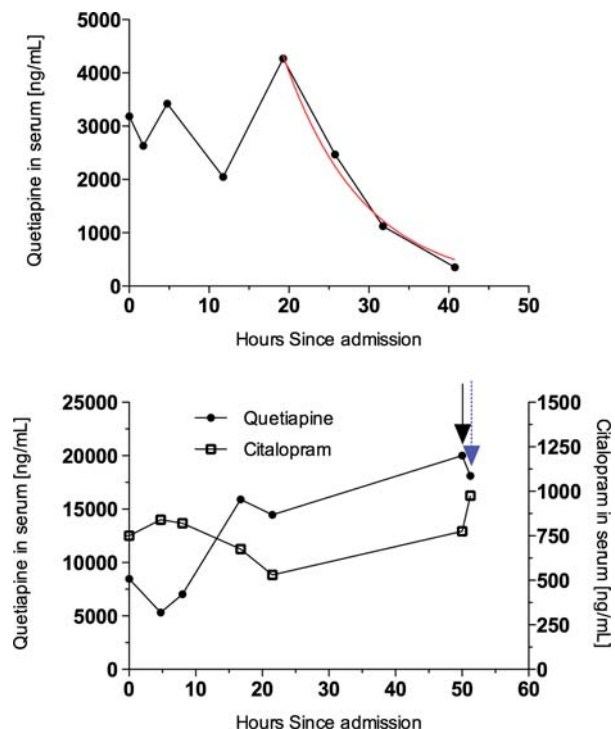 5000
4000
3000
2000
1000
0
Quetiapine in serum [ng/mL]
0 10 20 30 40 50
Hours Since admission
25000
20000
15000
10000
5000
0
Quetiapine in serum [ng/mL]
Quetiapine
Citalopram
1500
1250
1000
750
500
250
0
Citalopram in serum [ng/mL]
0 10 20 30 40 50 60
Hours Since admission